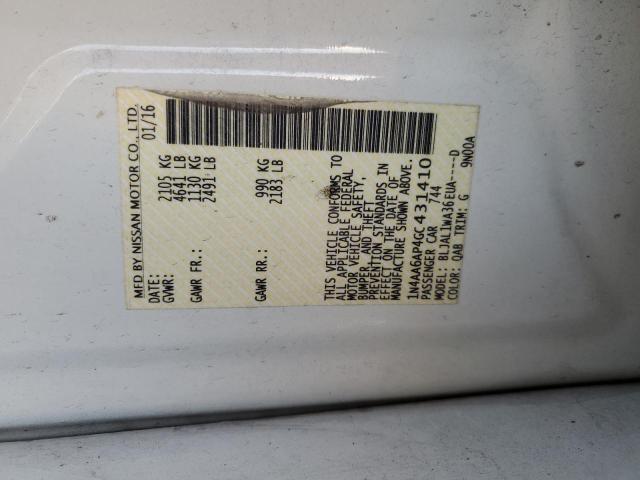 MFD BY NISSAN MOTOR CO., LTD.
DATE: 01/16
GVWR: 2105 KG
4641 LB
GAWR FR.: 1130 KG
2491 LB
GAWR RR.: 990 KG
2183 LB
THIS VEHICLE CONFORMS TO
ALL APPLICABLE FEDERAL
MOTOR VEHICLE SAFETY,
BUMPER, AND THEFT
PREVENTION STANDARDS IN
EFFECT ON THE DATE OF
MANUFACTURE SHOWN ABOVE.
1N4AA6AP4GC431410
PASSENGER CAR 744
MODEL: BLJALIWA36EUA----D
COLOR: QAB TRIM: G 9N00A